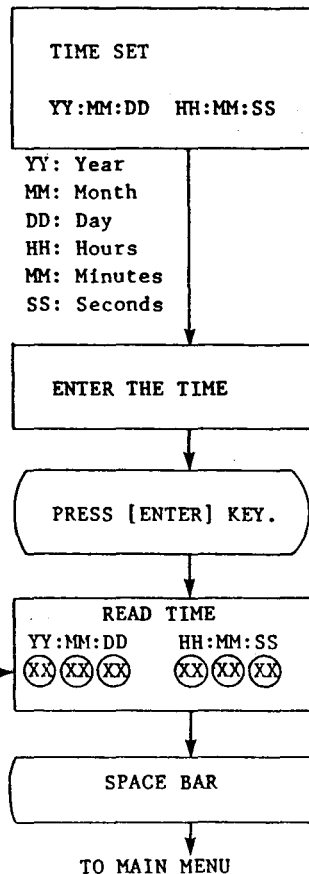 TIME SET
YY:MM:DD HH:MM:SS
YY: Year
MM: Month
DD: Day
HH: Hours
MM: Minutes
SS: Seconds
ENTER THE TIME
PRESS [ENTER] KEY.
READ TIME
YY:MM:DD HH:MM:SS
XX XX XX XX XX XX
SPACE BAR
TO MAIN MENU